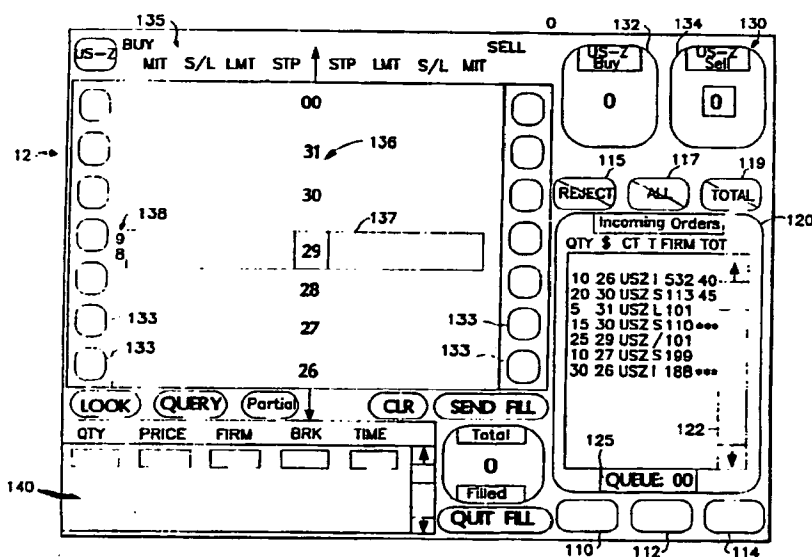 O 132 134 130
135
US-Z BUY MIT S/L LMT STP STP LMT S/L MIT SELL
US-Z Buy 0
US-Z Sell 0
12
00
31 136
30
138 9 8
137
29
28
27
26
133 133
133 133
115 117 119
REJECT ALL TOTAL
120
Incoming Orders,
QTY $ CT T FIRM TOT
10 26 USZ I 532 40
20 30 USZ S 113 45
5 31 USZ L 101
15 30 USZ S 110 ***
25 29 USZ / 101
10 27 USZ S 199
30 26 USZ I 188 ***
122
125
QUEUE: 00
LOOK QUERY Partial CLR SEND FILL
QTY PRICE FIRM BRK TIME
140
Total
0
Filled
QUIT FILL
110 112 114